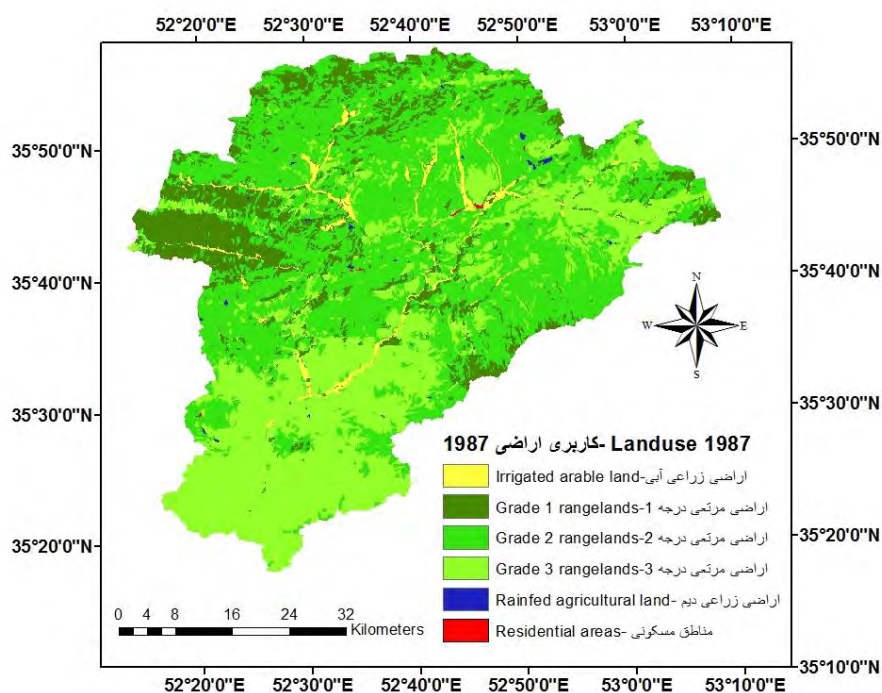 52°20'0"E 52°30'0"E 52°40'0"E 52°50'0"E 53°0'0"E 53°10'0"E
35°50'0"N 35°50'0"N
35°40'0"N 35°40'0"N
N
W E
S
35°30'0"N 35°30'0"N
1987 کاربری اراضی- Landuse 1987
Irrigated arable land-اراضی زراعی آبی
Grade 1 rangelands-1 اراضی مرتعی درجه
Grade 2 rangelands-2 اراضی مرتعی درجه
35°20'0"N 35°20'0"N
Grade 3 rangelands-3 اراضی مرتعی درجه
Rainfed agricultural land- اراضی زراعی دیم
0 4 8 16 24 32
Kilometers
Residential areas- مناطق مسکونی
35°10'0"N
52°20'0"E 52°30'0"E 52°40'0"E 52°50'0"E 53°0'0"E 53°10'0"E